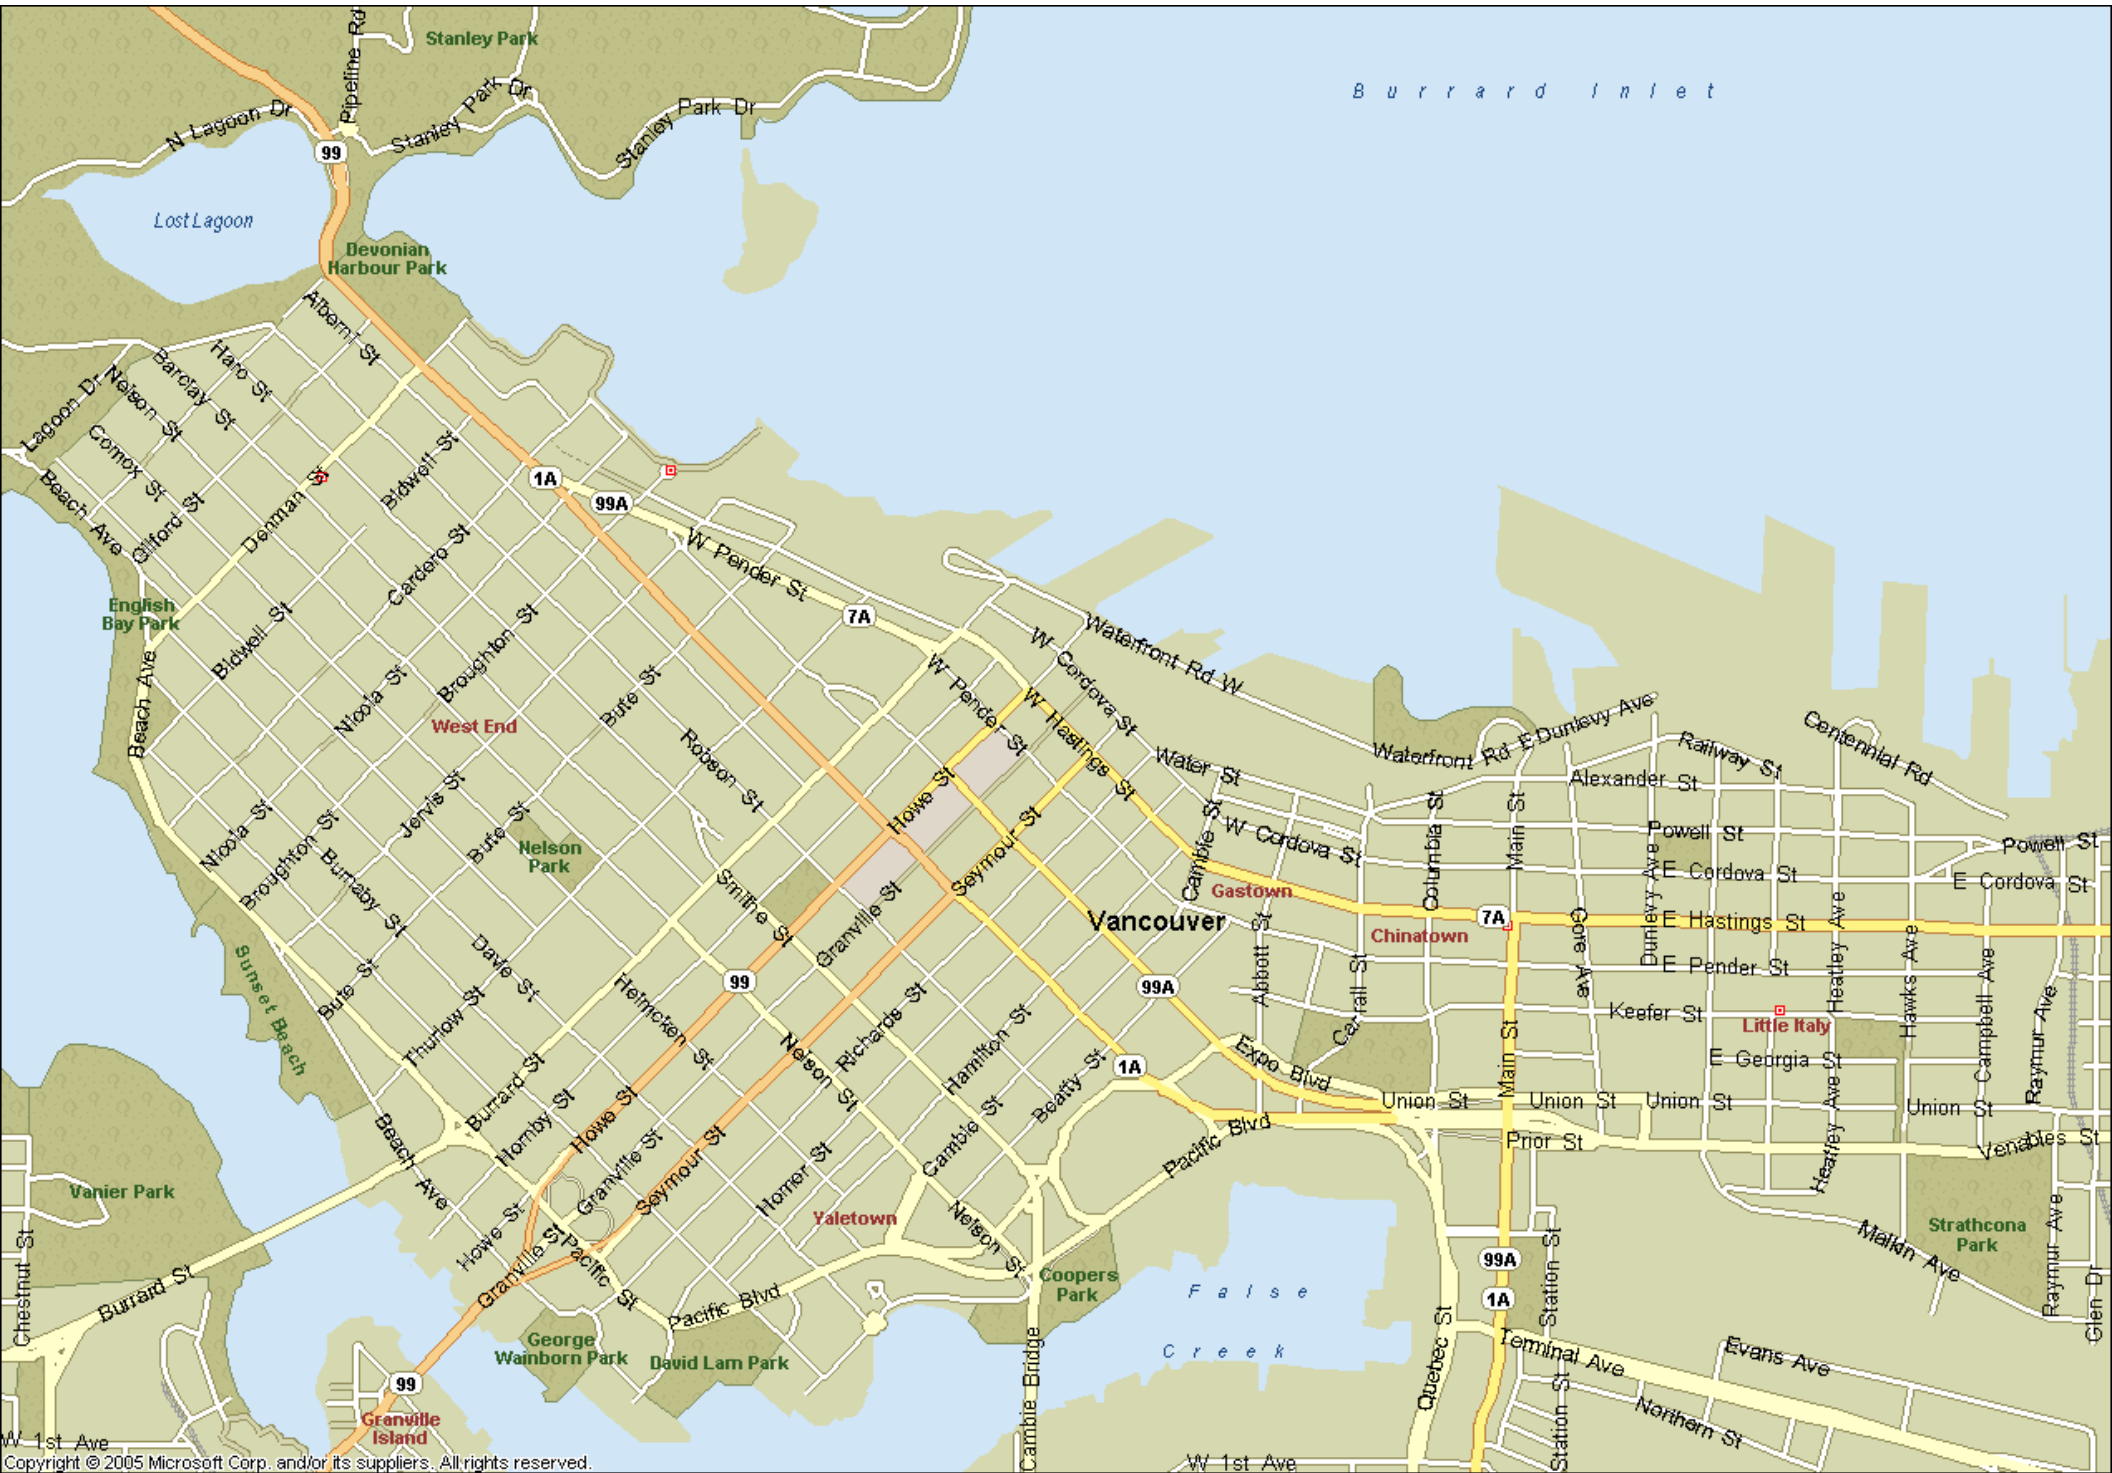 Stanley Park
Pipeline Rd
Burrard Inlet
N Lagoon Dr
Stanley Park Dr
Stanley Park Dr
99
Lost Lagoon
Devonian
Harbour Park
Alberni St
Haro St
Barclay St
Nelson St
Lagoon Dr
Comox St
Beach Ave
Gilford St
Denman St
Bidwell St
1A
99A
W Pender St
Cardero St
7A
English
Bay Park
Bidwell St
Broughton St
Nicola St
Bute St
West End
Beach Ave
W Cordova St
Waterfront Rd W
W Pender St
W Hastings St
Robson St
Waterfront Rd E
Dunlevy Ave
Centennial Rd
Railway St
Water St
Alexander St
Jervis St
Howe St
Nicola St
Broughton St
Bute St
Burnaby St
Nelson
Park
Seymour St
Cambie St
W Cordova St
Columbia St
Main St
Powell St
Powell St
Dunlevy Ave
E Cordova St
E Cordova St
Smithe St
Granville St
Gastown
Vancouver
Chinatown
7A
E Hastings St
Gore Ave
Heatley Ave
Hawks Ave
Campbell Ave
Raymur Ave
Abbott St
Carrall St
E Pender St
Davie St
Sunset Beach
Bute St
Thurlow St
Helmcken St
99
99A
Richards St
Hamilton St
Keefer St
Little Italy
Nelson St
Expo Blvd
E Georgia St
1A
Beatty St
Main St
Union St
Union St
Union St
Union St
Burrard St
Hornby St
Howe St
Beach Ave
Granville St
Seymour St
Homer St
Cambie St
Pacific Blvd
Prior St
Venables St
Heatley Ave
Vanier Park
Yaletown
Nelson St
Howe St
Granville St
Pacific St
Malkin Ave
Strathcona
Park
Raymur Ave
Chestnut St
Burrard St
Coopers
Park
False
Creek
99A
1A
Station St
Glen Dr
Pacific Blvd
George
Wainborn Park
David Lam Park
Cambie Bridge
Quebec St
Terminal Ave
Evans Ave
Northern St
Station St
99
Granville
Island
W 1st Ave
W 1st Ave
Copyright © 2005 Microsoft Corp. and/or its suppliers. All rights reserved.